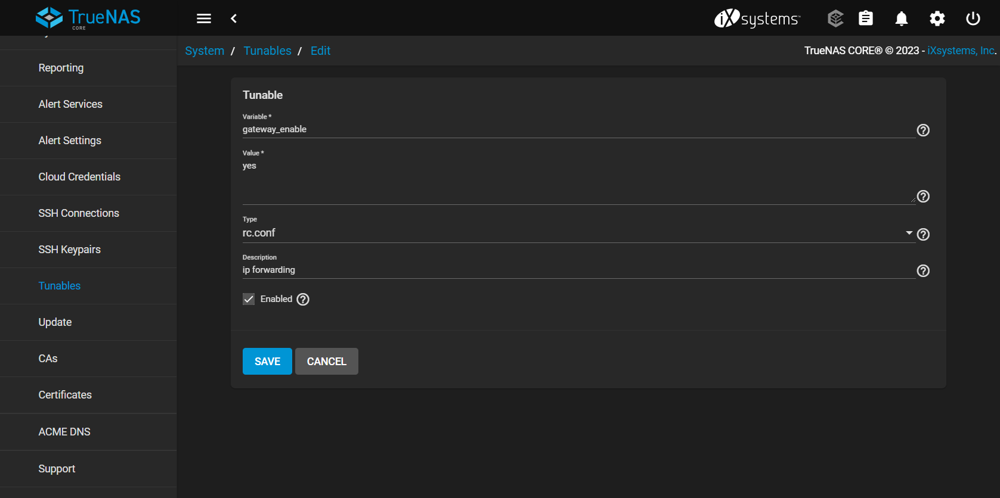 TrueNAS
CORE
iXsystems™
System / Tunables / Edit
TrueNAS CORE® © 2023 - iXsystems, Inc.
Reporting
Alert Services
Alert Settings
Cloud Credentials
SSH Connections
SSH Keypairs
Tunables
Update
CAs
Certificates
ACME DNS
Support
Tunable
Variable *
gateway_enable
Value *
yes
Type
rc.conf
Description
ip forwarding
Enabled
SAVE
CANCEL